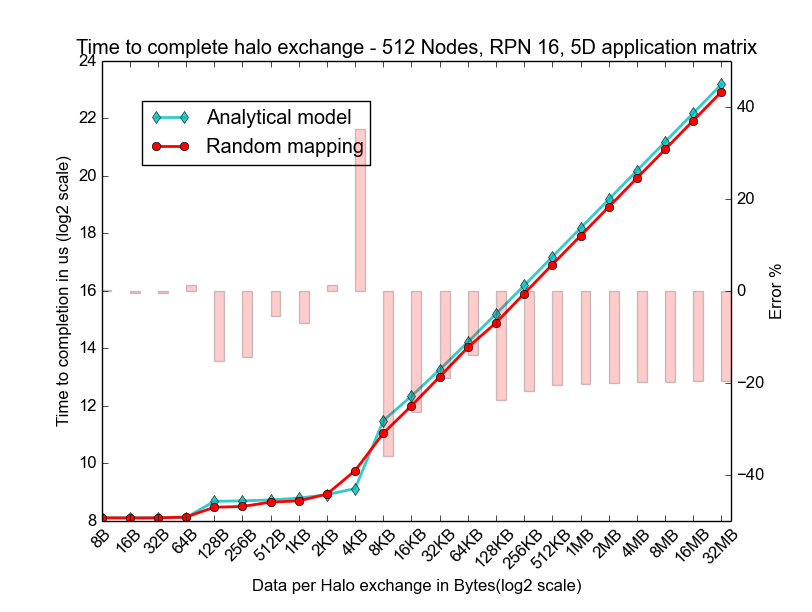 Time to complete halo exchange - 512 Nodes, RPN 16, 5D application matrix
Analytical model
Random mapping
Time to completion in us (log2 scale)
24
22
20
18
16
14
12
10
8
40
20
0
−20
−40
Error %
8B
16B
32B
64B
128B
256B
512B
1KB
2KB
4KB
8KB
16KB
32KB
64KB
128KB
256KB
512KB
1MB
2MB
4MB
8MB
16MB
32MB
Data per Halo exchange in Bytes(log2 scale)